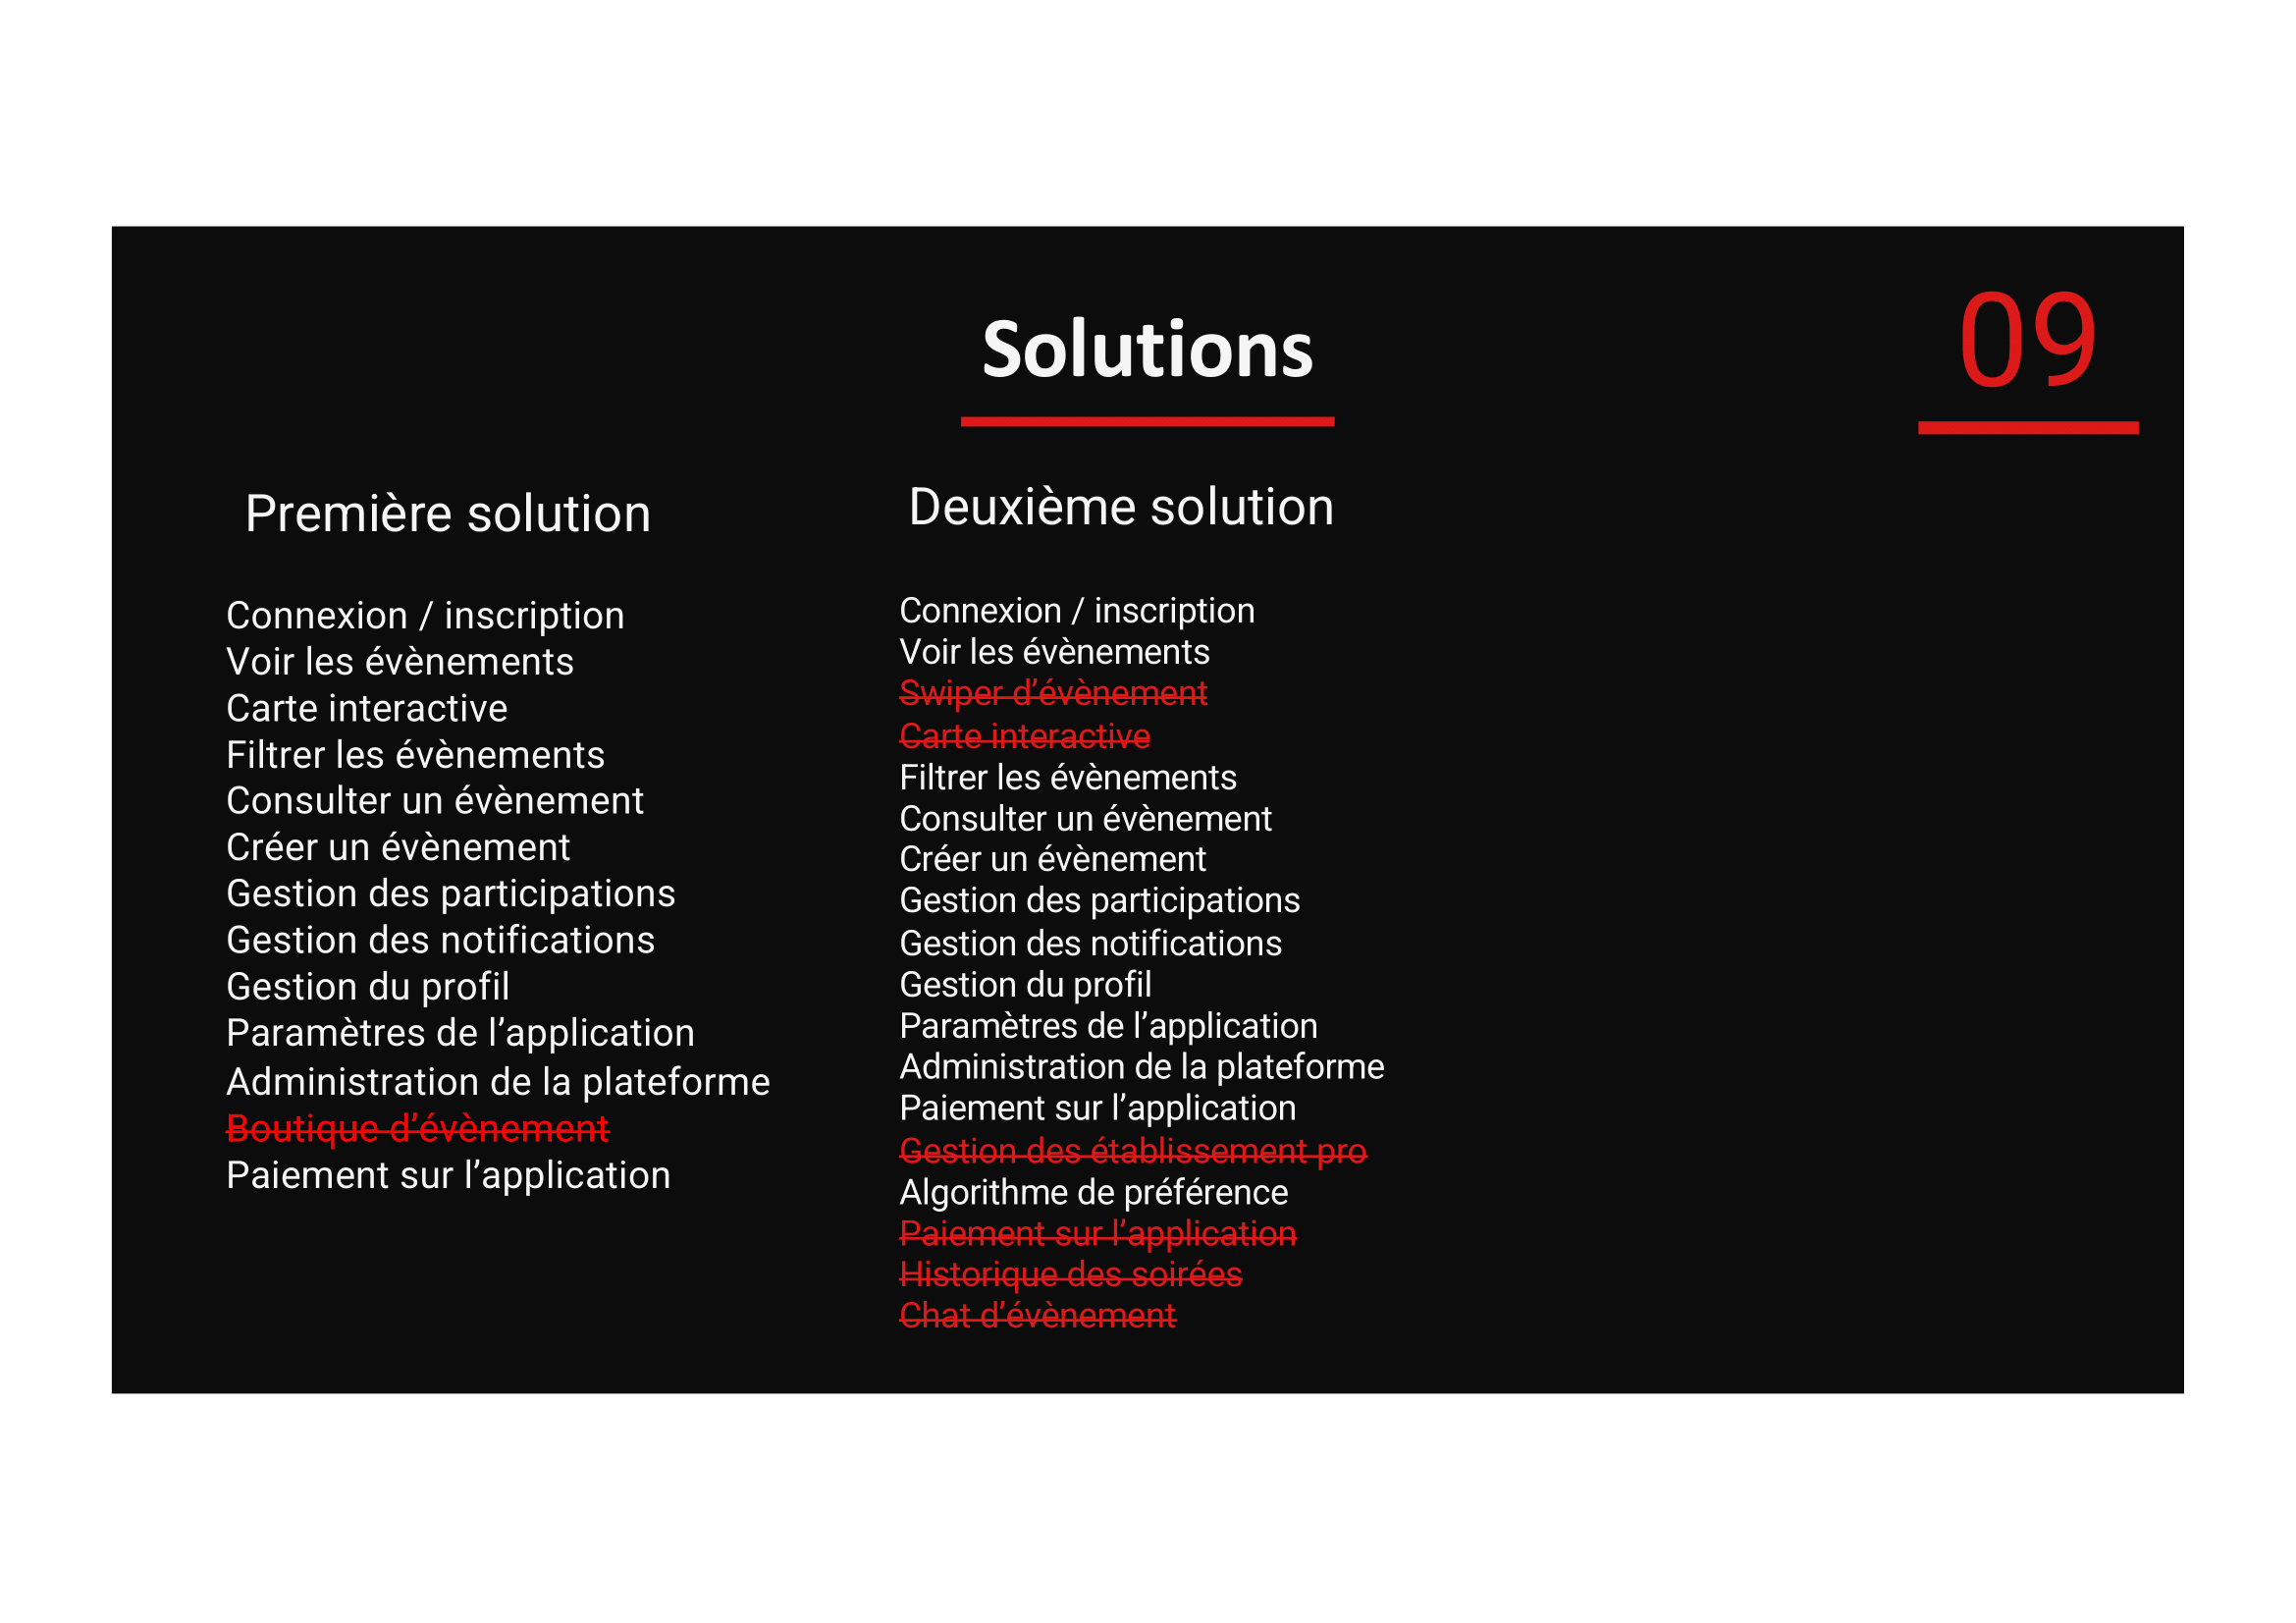 Solutions
09
Première solution
Connexion / inscription
Voir les évènements
Carte interactive
Filtrer les évènements
Consulter un évènement
Créer un évènement
Gestion des participations
Gestion des notifications
Gestion du profil
Paramètres de l’application
Administration de la plateforme
Boutique d’évènement
Paiement sur l’application
Deuxième solution
Connexion / inscription
Voir les évènements
Swiper d’évènement
Carte interactive
Filtrer les évènements
Consulter un évènement
Créer un évènement
Gestion des participations
Gestion des notifications
Gestion du profil
Paramètres de l’application
Administration de la plateforme
Paiement sur l’application
Gestion des établissement pro
Algorithme de préférence
Paiement sur l’application
Historique des soirées
Chat d’évènement